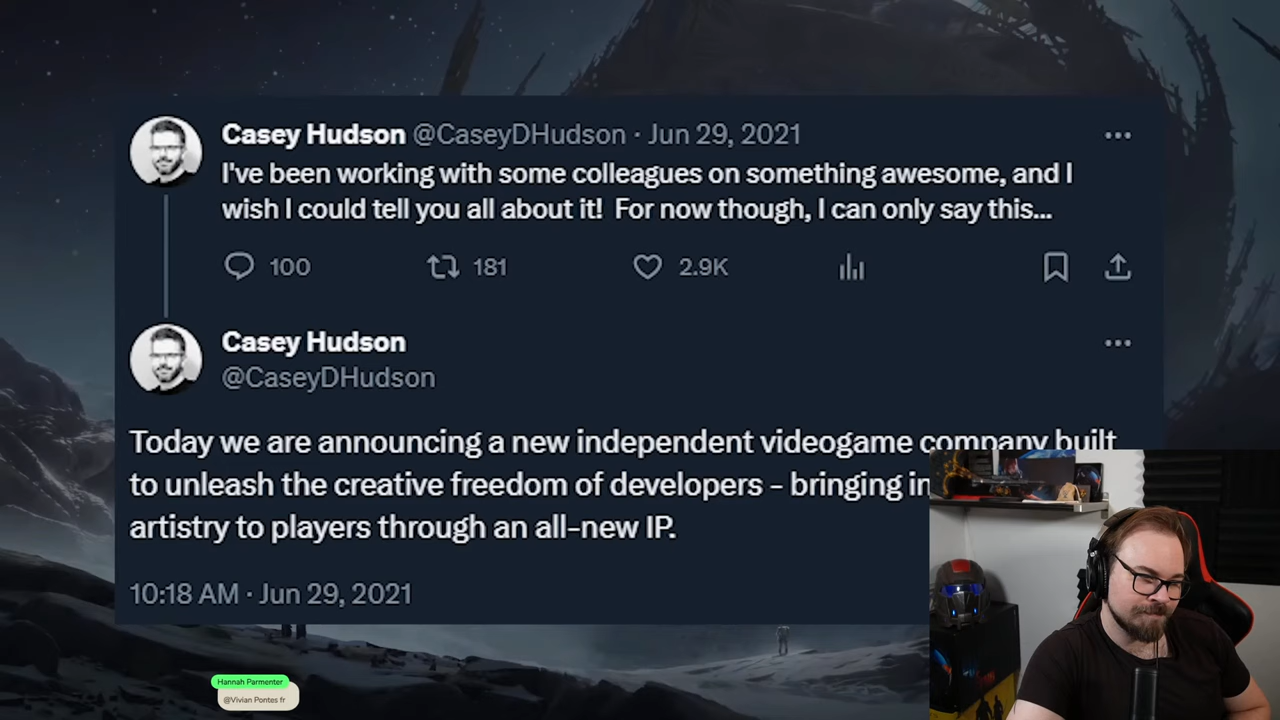 Casey Hudson @CaseyDHudson · Jun 29, 2021
I've been working with some colleagues on something awesome, and I
wish I could tell you all about it! For now though, I can only say this...
100 181 2.9K
Casey Hudson
@CaseyDHudson
Today we are announcing a new independent videogame company built
to unleash the creative freedom of developers - bringing
artistry to players through an all-new IP.
10:18 AM · Jun 29, 2021
Hannah Parmenter
@Vivian Pontes fr